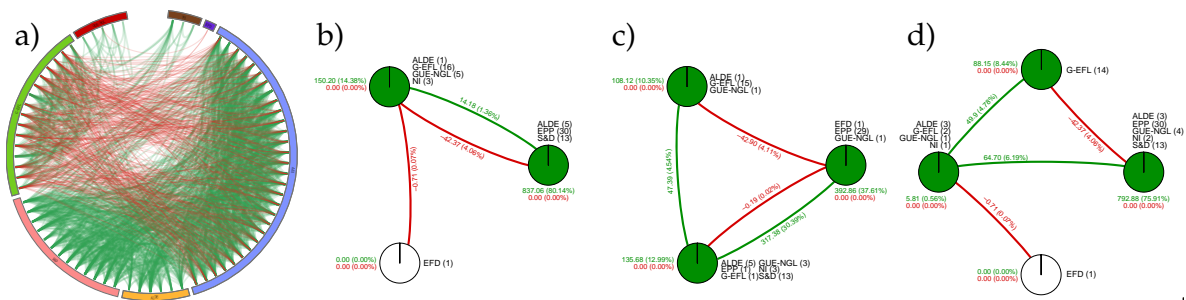 a)
b)
ALDE (1)
G-EFL (16)
GUE-NGL (5)
NI (3)
150.20 (14.38%)
0.00 (0.00%)
14.18 (1.36%)
−42.37 (4.06%)
−0.71 (0.07%)
ALDE (5)
EPP (30)
S&D (13)
837.06 (80.14%)
0.00 (0.00%)
0.00 (0.00%)
0.00 (0.00%)
EFD (1)
c)
108.12 (10.35%)
0.00 (0.00%)
ALDE (1)
G-EFL (15)
GUE-NGL (1)
−42.90 (4.11%)
47.39 (4.54%)
−0.19 (0.02%)
317.38 (30.39%)
EFD (1)
EPP (29)
GUE-NGL (1)
392.86 (37.61%)
0.00 (0.00%)
135.68 (12.99%)
0.00 (0.00%)
ALDE (5) GUE-NGL (3)
EPP (1) NI (3)
G-EFL (1) S&D (13)
d)
88.15 (8.44%)
0.00 (0.00%)
G-EFL (14)
49.9 (4.78%)
−42.37 (4.06%)
64.70 (6.19%)
−0.71 (0.07%)
ALDE (3)
G-EFL (2)
GUE-NGL (1)
NI (1)
5.81 (0.56%)
0.00 (0.00%)
ALDE (3)
EPP (30)
GUE-NGL (4)
NI (2)
S&D (13)
792.88 (75.91%)
0.00 (0.00%)
0.00 (0.00%)
0.00 (0.00%)
EFD (1)